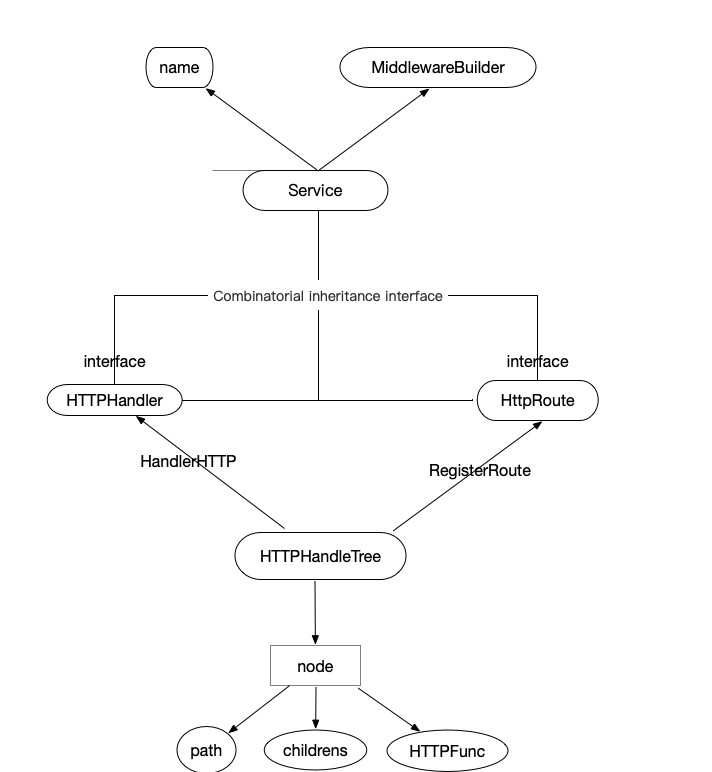 name
MiddlewareBuilder
Service
Combinatorial inheritance interface
interface
interface
HTTPHandler
HttpRoute
HandlerHTTP
RegisterRoute
HTTPHandleTree
node
path
childrens
HTTPFunc